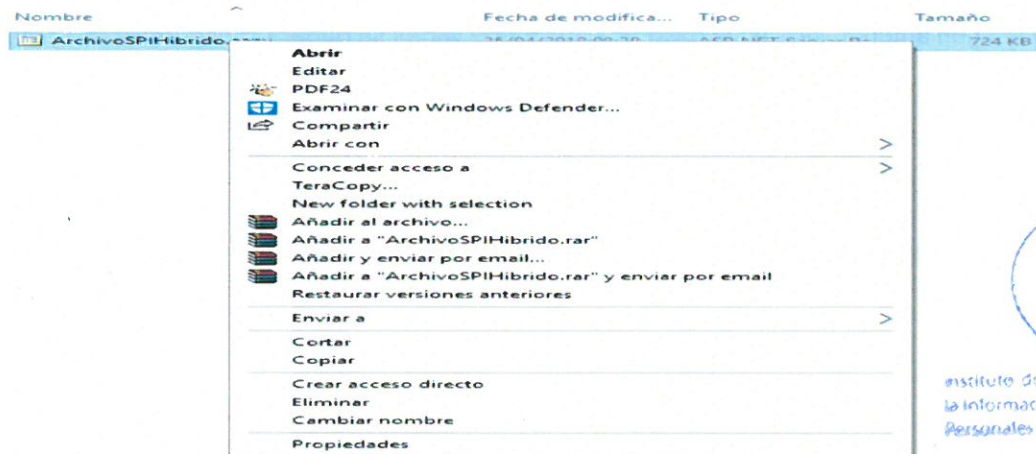 Nombre Fecha de modifica... Tipo Tamaño
ArchivoSPIHibrido. 724 KB
Abrir
Editar
PDF24
Examinar con Windows Defender...
Compartir
Abrir con >
Conceder acceso a >
TeraCopy...
New folder with selection
Añadir al archivo...
Añadir a "ArchivoSPIHibrido.rar"
Añadir y enviar por email...
Añadir a "ArchivoSPIHibrido.rar" y enviar por email
Restaurar versiones anteriores
Enviar a >
Cortar
Copiar
Crear acceso directo
Eliminar
Cambiar nombre
Propiedades
Instituto
la informac
Personales